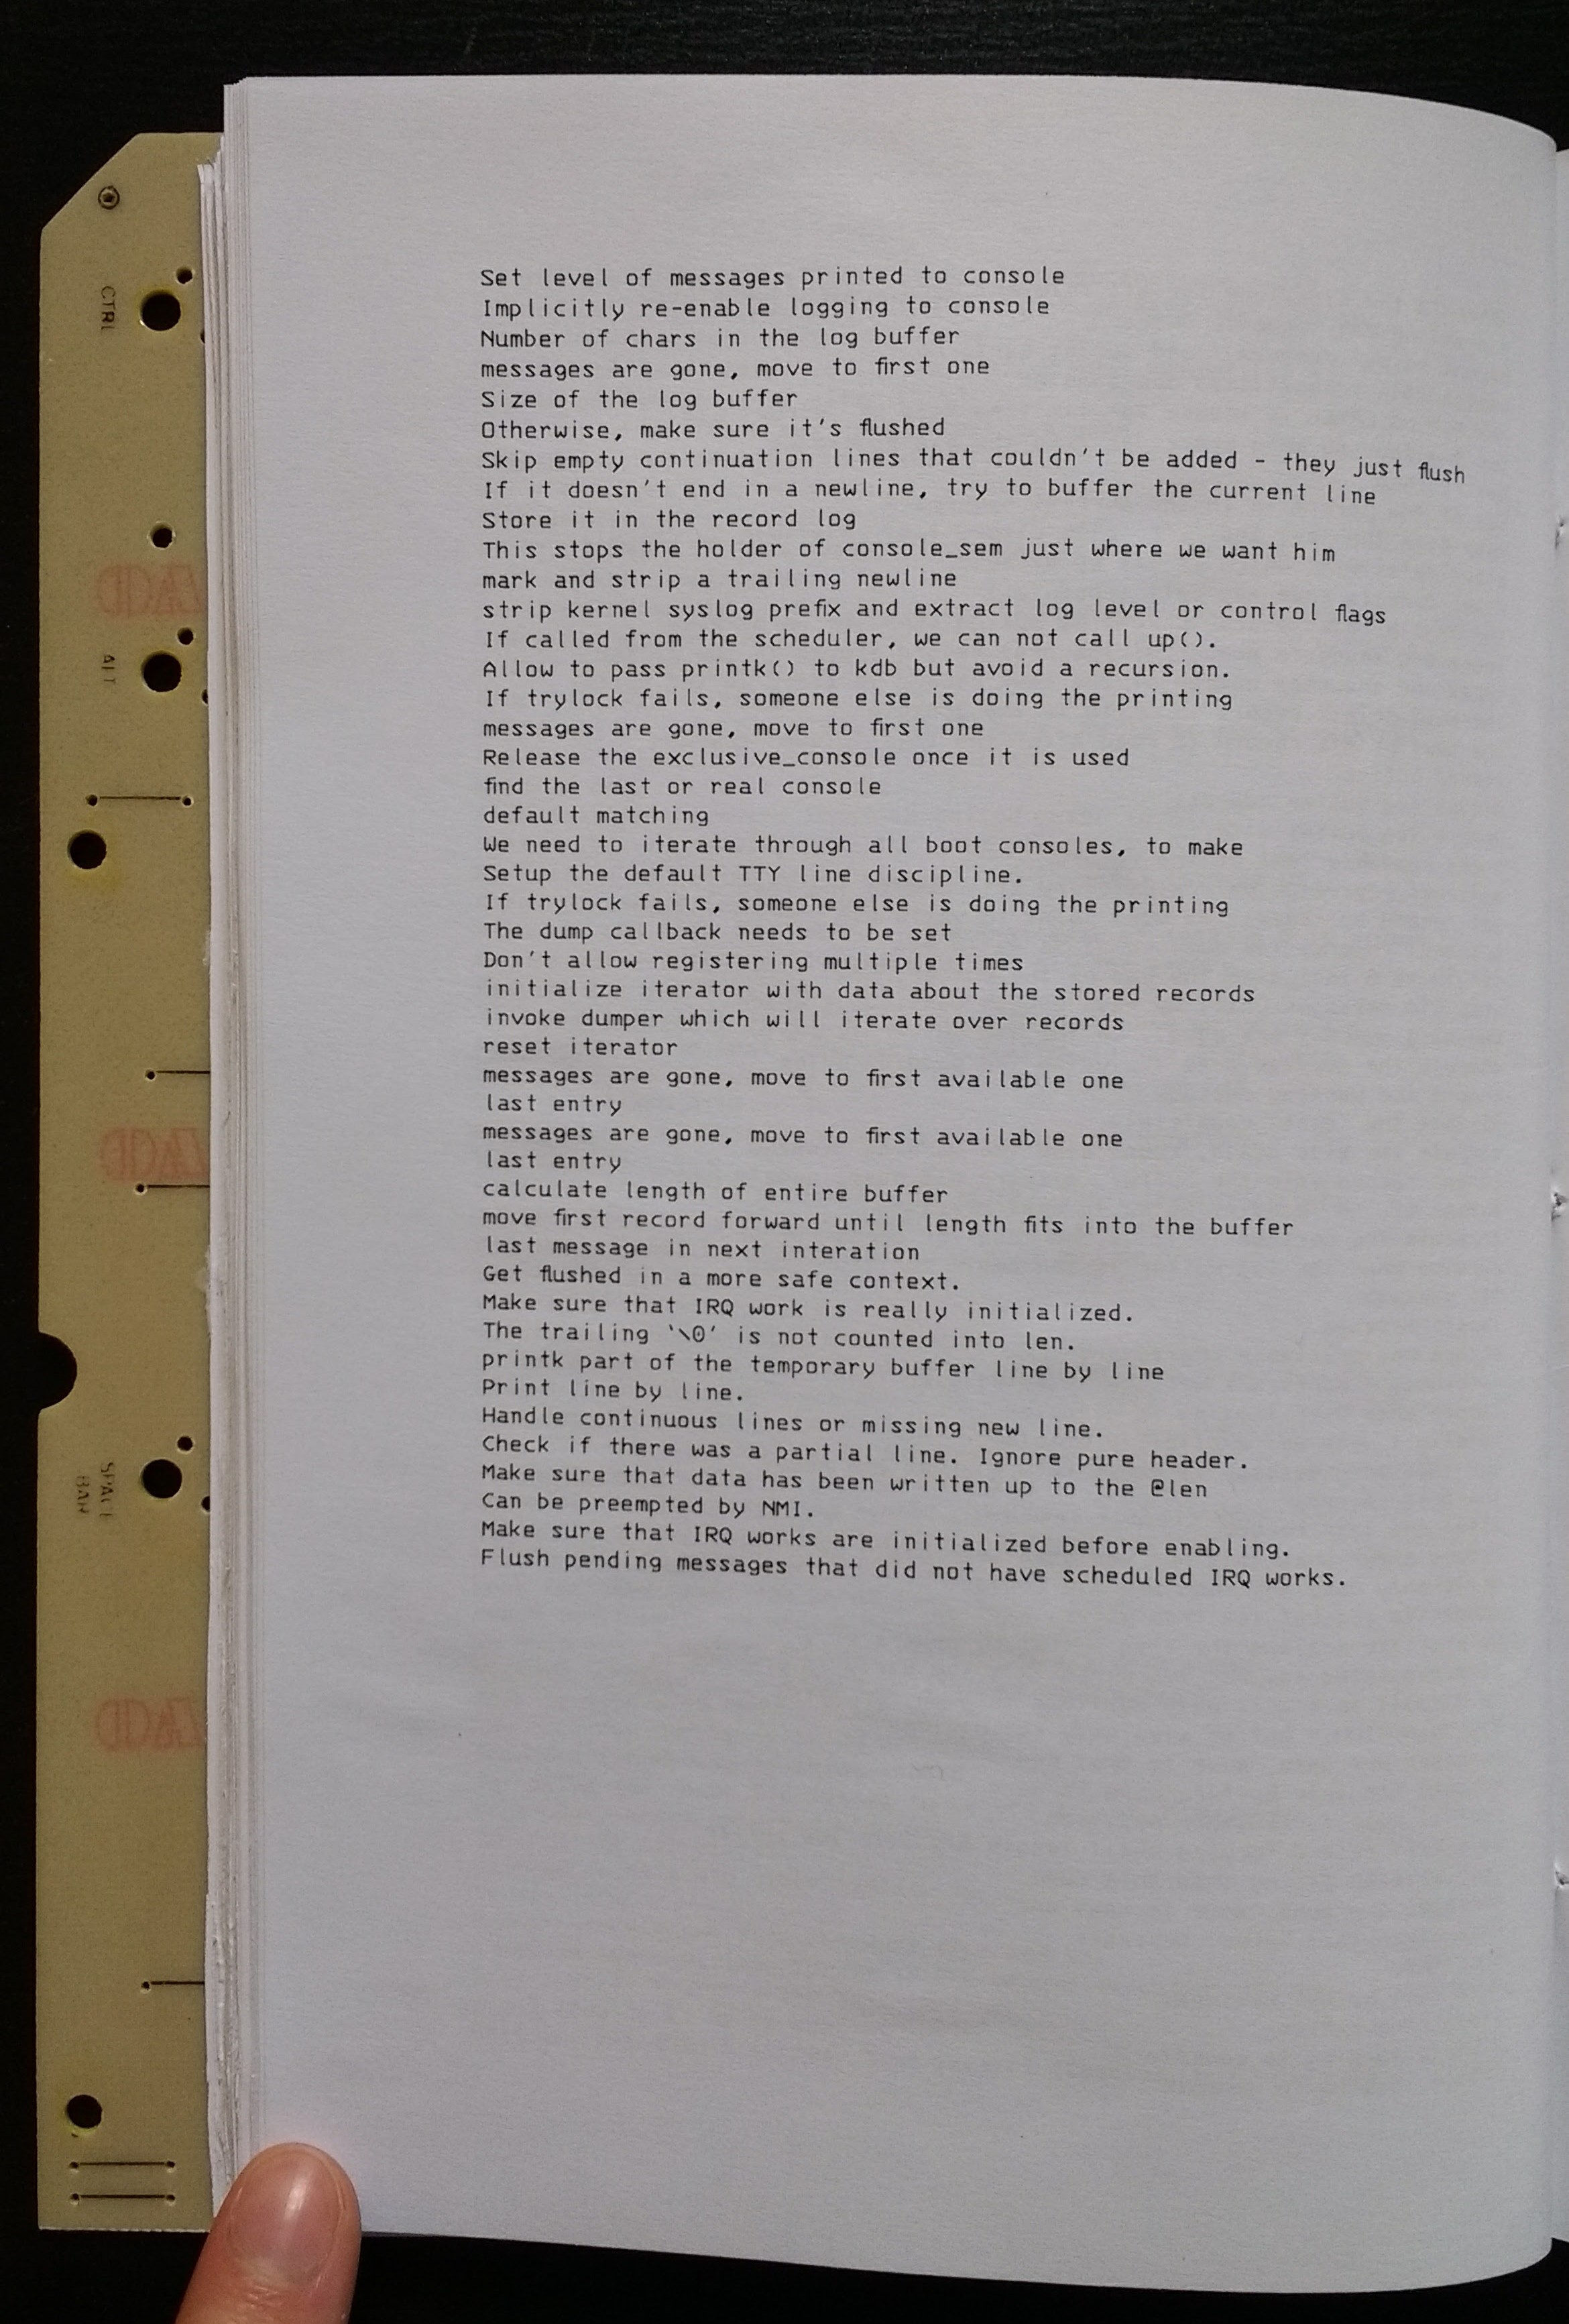 CTRL
ALT
SPACE
BAR
Set level of messages printed to console
Implicitly re-enable logging to console
Number of chars in the log buffer
messages are gone, move to first one
Size of the log buffer
Otherwise, make sure it's flushed
Skip empty continuation lines that couldn't be added - they just flush
If it doesn't end in a newline, try to buffer the current line
Store it in the record log
This stops the holder of console_sem just where we want him
mark and strip a trailing newline
strip kernel syslog prefix and extract log level or control flags
If called from the scheduler, we can not call up().
Allow to pass printk() to kdb but avoid a recursion.
If trylock fails, someone else is doing the printing
messages are gone, move to first one
Release the exclusive_console once it is used
find the last or real console
default matching
We need to iterate through all boot consoles, to make
Setup the default TTY line discipline.
If trylock fails, someone else is doing the printing
The dump callback needs to be set
Don't allow registering multiple times
initialize iterator with data about the stored records
invoke dumper which will iterate over records
reset iterator
messages are gone, move to first available one
last entry
messages are gone, move to first available one
last entry
calculate length of entire buffer
move first record forward until length fits into the buffer
last message in next interation
Get flushed in a more safe context.
Make sure that IRQ work is really initialized.
The trailing '\0' is not counted into len.
printk part of the temporary buffer line by line
Print line by line.
Handle continuous lines or missing new line.
Check if there was a partial line. Ignore pure header.
Make sure that data has been written up to the @len
Can be preempted by NMI.
Make sure that IRQ works are initialized before enabling.
Flush pending messages that did not have scheduled IRQ works.